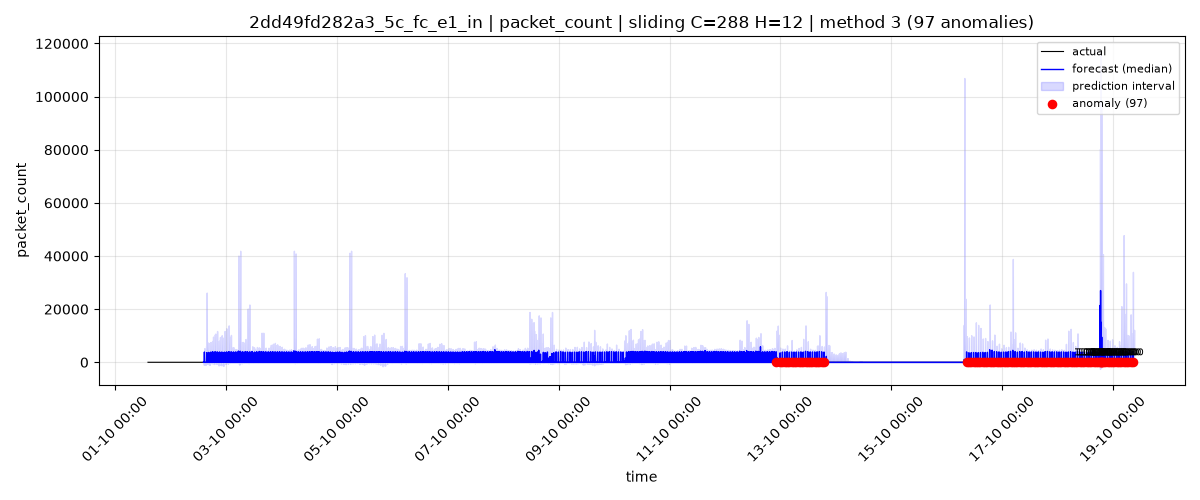 2dd49fd282a3_5c_fc_e1_in | packet_count | sliding C=288 H=12 | method 3 (97 anomalies)
actual
forecast (median)
prediction interval
anomaly (97)
packet_count
120000
100000
80000
60000
40000
20000
0
01-10 00:00
03-10 00:00
05-10 00:00
07-10 00:00
09-10 00:00
11-10 00:00
13-10 00:00
15-10 00:00
17-10 00:00
19-10 00:00
time